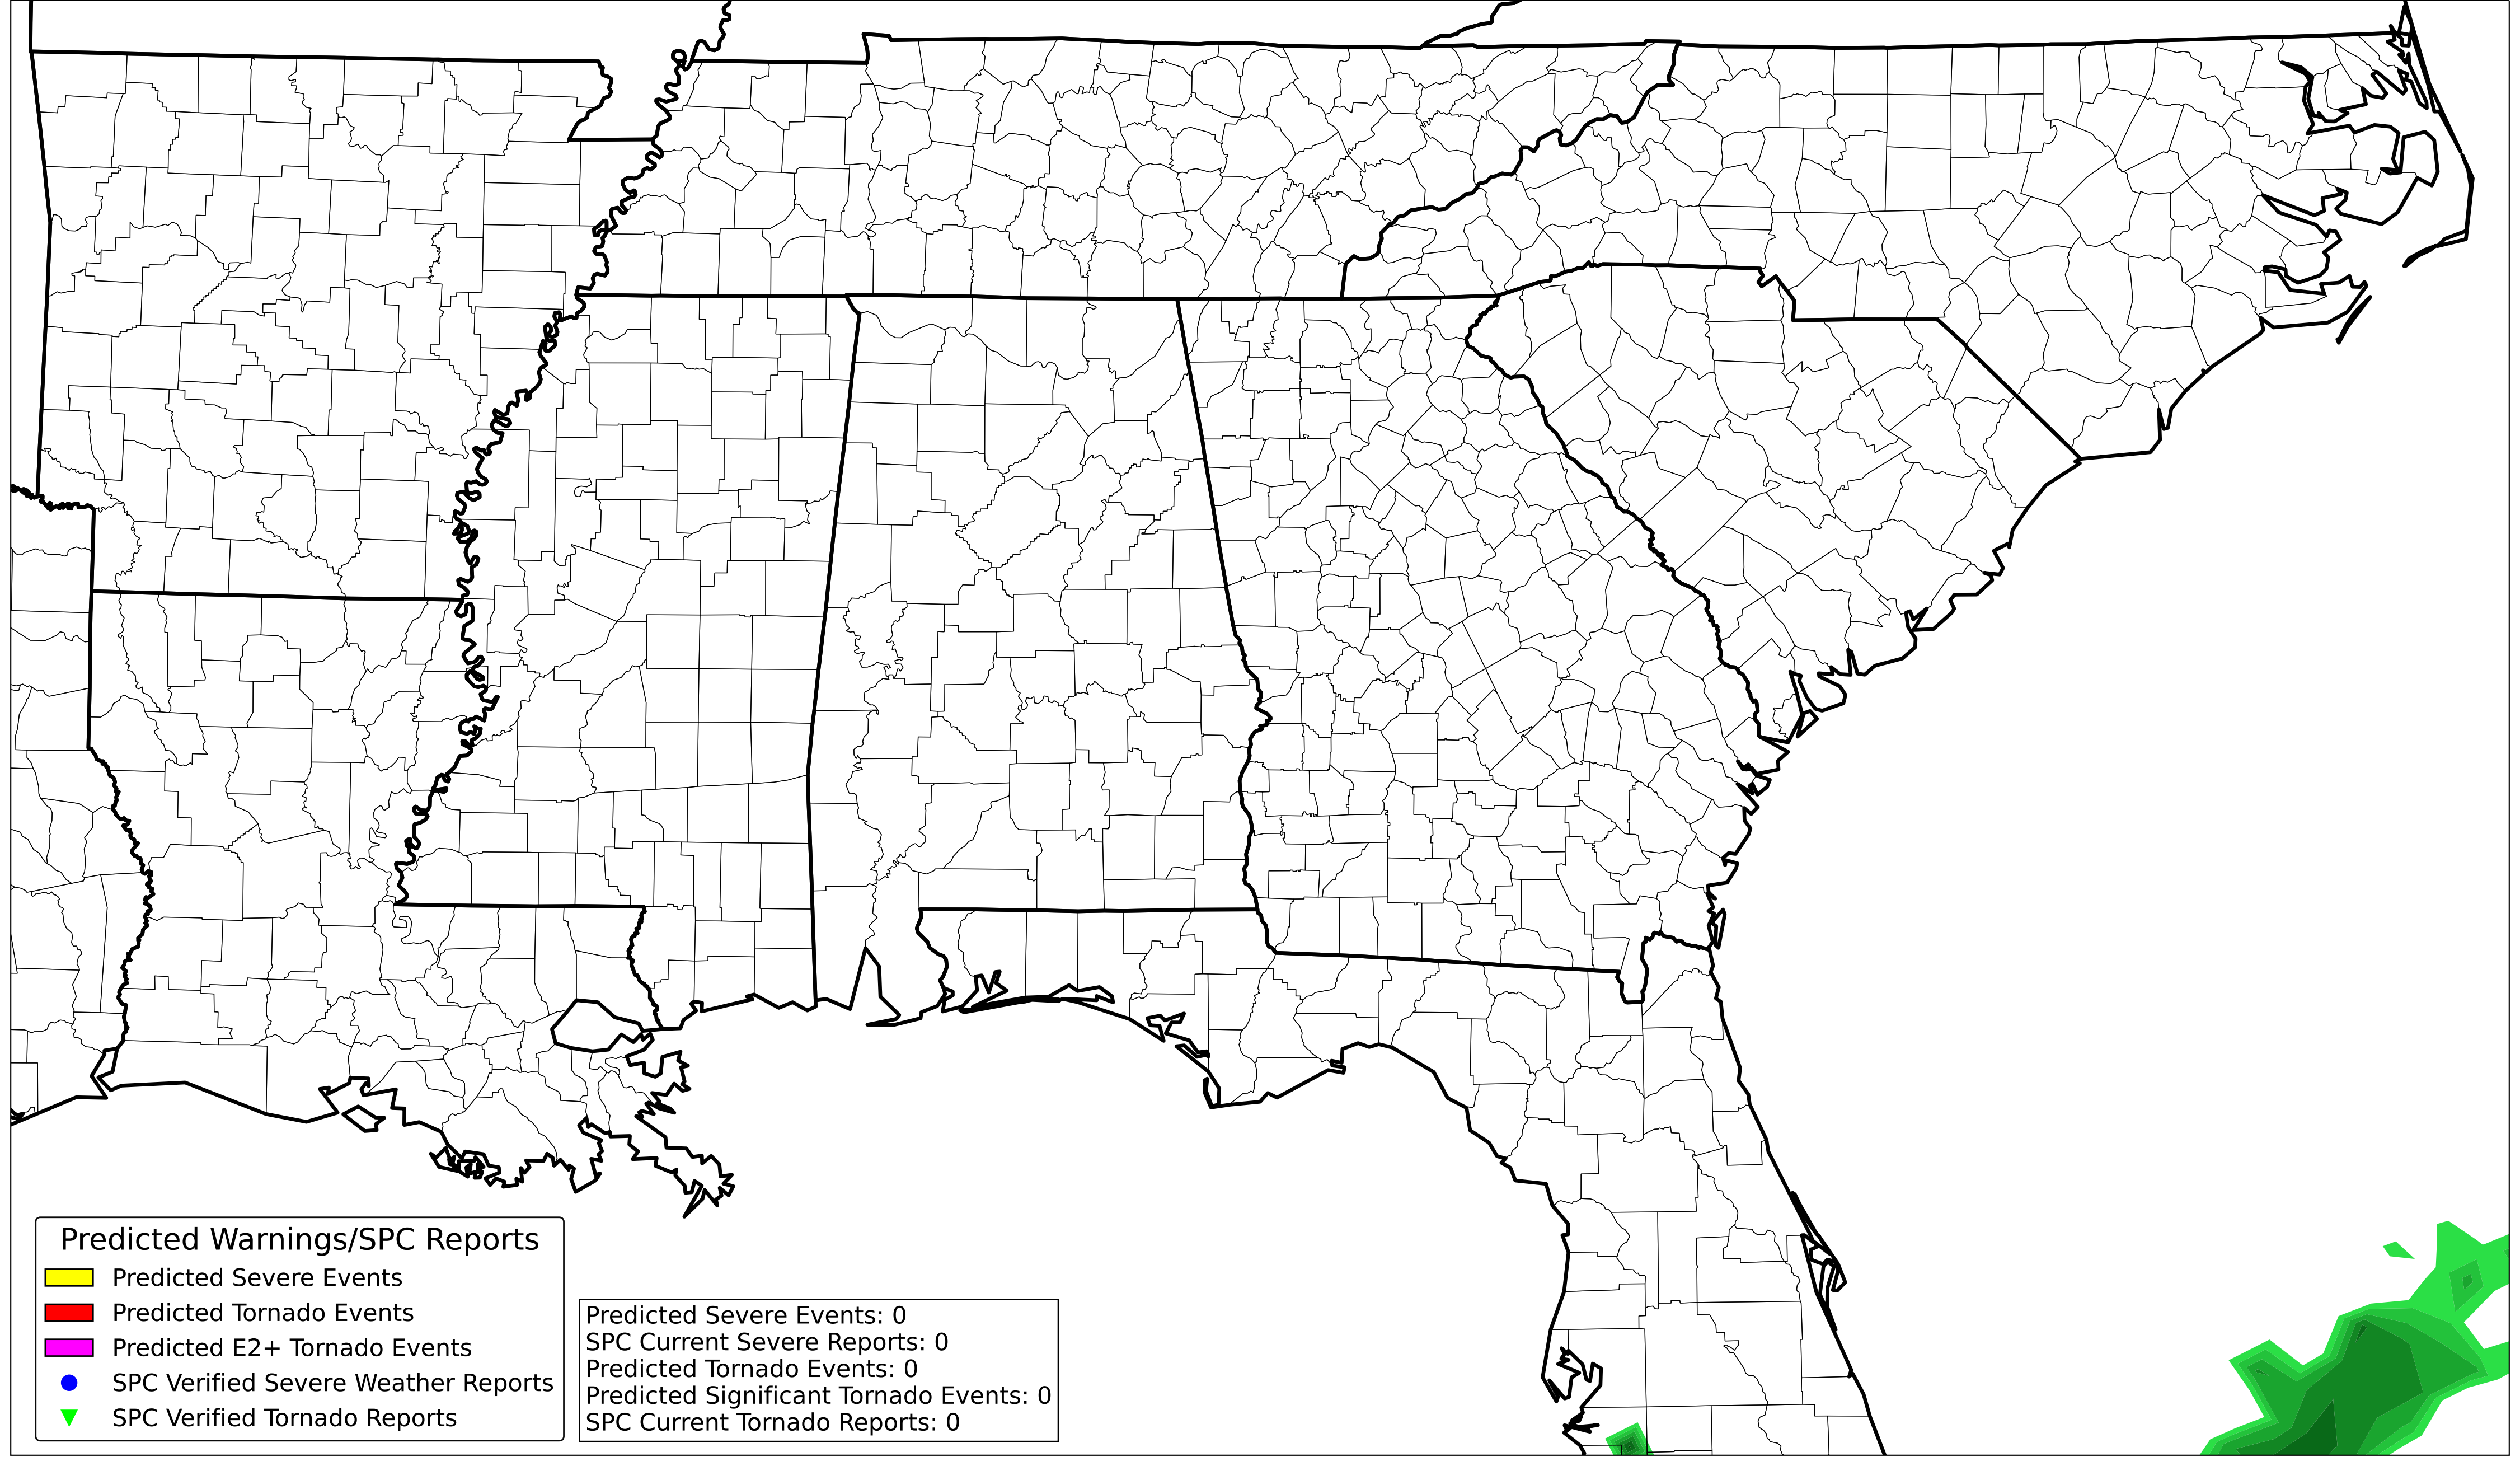 Predicted Warnings/SPC Reports
Predicted Severe Events
Predicted Tornado Events
Predicted E2+ Tornado Events
SPC Verified Severe Weather Reports
SPC Verified Tornado Reports
Predicted Severe Events: 0
SPC Current Severe Reports: 0
Predicted Tornado Events: 0
Predicted Significant Tornado Events: 0
SPC Current Tornado Reports: 0